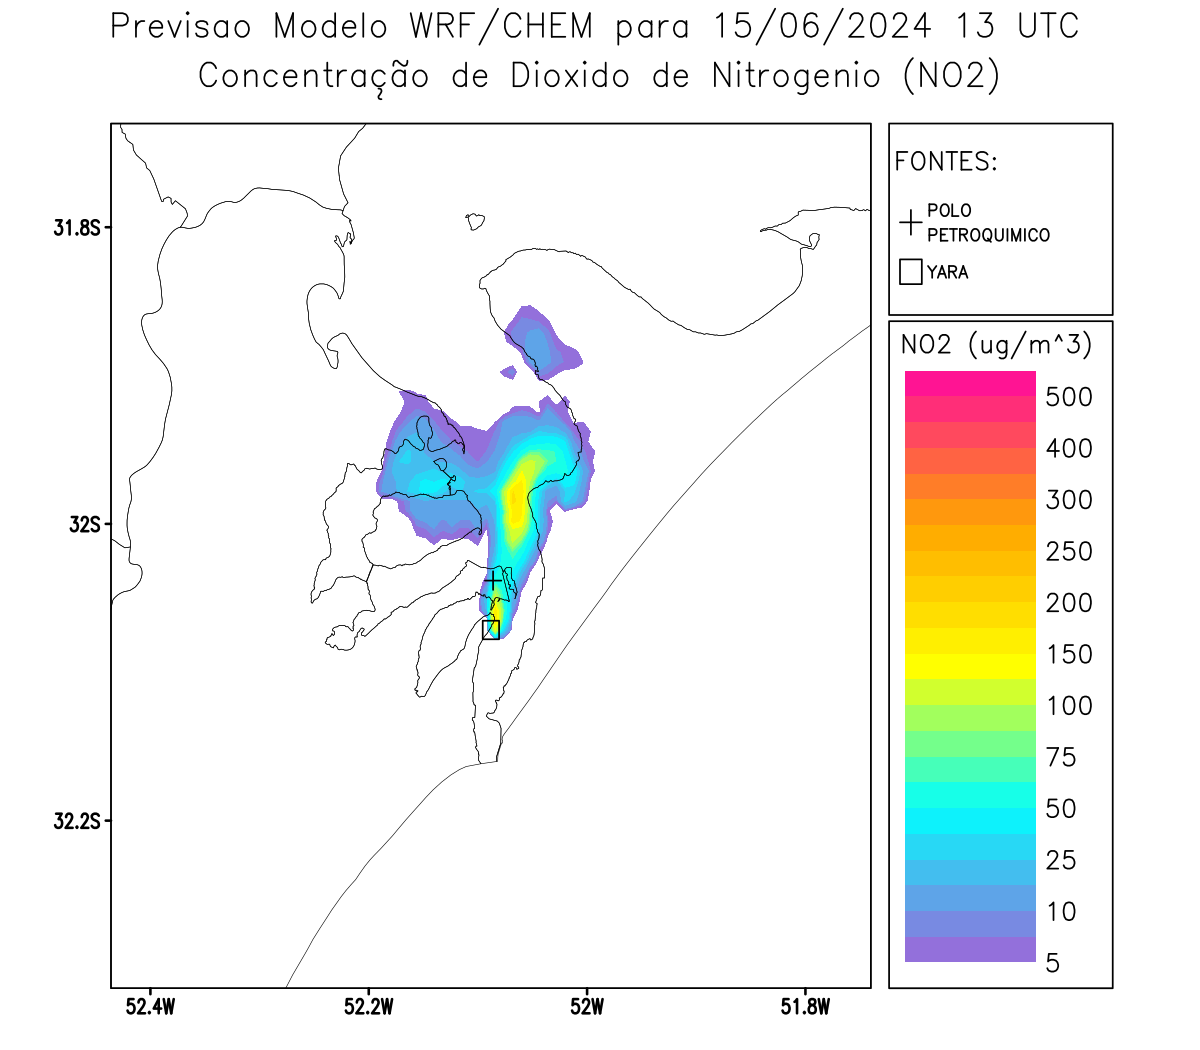 Previsao Modelo WRF/CHEM para 15/06/2024 13 UTC
Concentração de Dioxido de Nitrogenio (NO2)
FONTES:
POLO
PETROQUIMICO
YARA
NO2 (ug/m^3)
500
400
300
250
200
150
100
75
50
25
10
5
31.8S
32S
32.2S
52.4W
52.2W
52W
51.8W